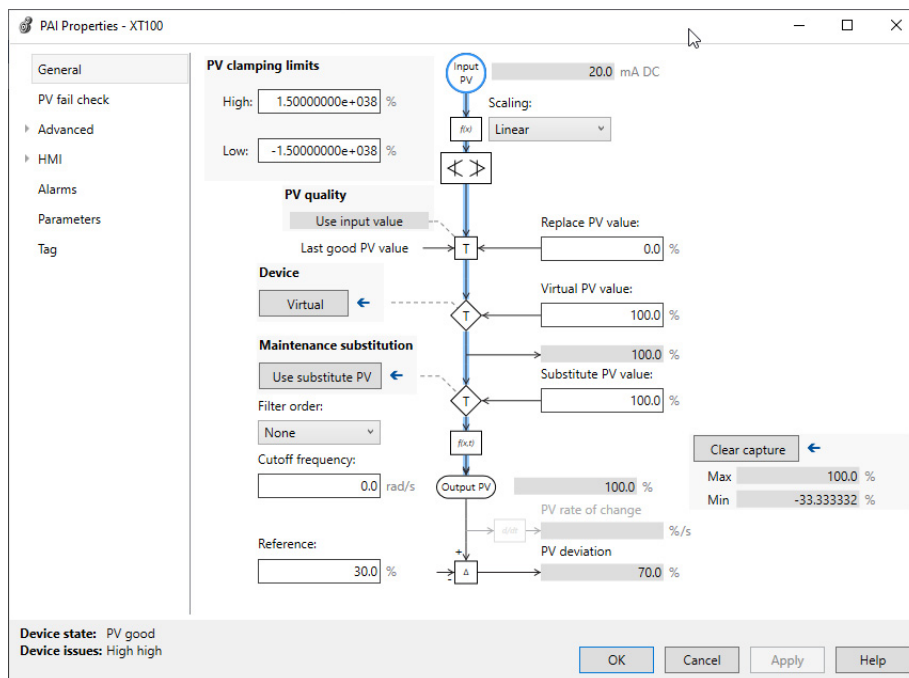 PAI Properties - XT100
General
PV fail check
Advanced
HMI
Alarms
Parameters
Tag
PV clamping limits
High: 1.50000000e+038 %
Low: -1.50000000e+038 %
Input PV
20.0 mA DC
Scaling:
f(x)
Linear
PV quality
Use input value
Last good PV value
T
Replace PV value:
0.0 %
Device
Virtual
T
Virtual PV value:
100.0 %
100.0 %
Maintenance substitution
Use substitute PV
T
Substitute PV value:
100.0 %
Filter order:
None
f(x,t)
Cutoff frequency:
0.0 rad/s
Output PV
100.0 %
Clear capture
Max 100.0 %
Min -33.333332 %
PV rate of change
d/dt
%/s
Reference:
30.0 %
+
-
Δ
PV deviation
70.0 %
Device state: PV good
Device issues: High high
OK
Cancel
Apply
Help